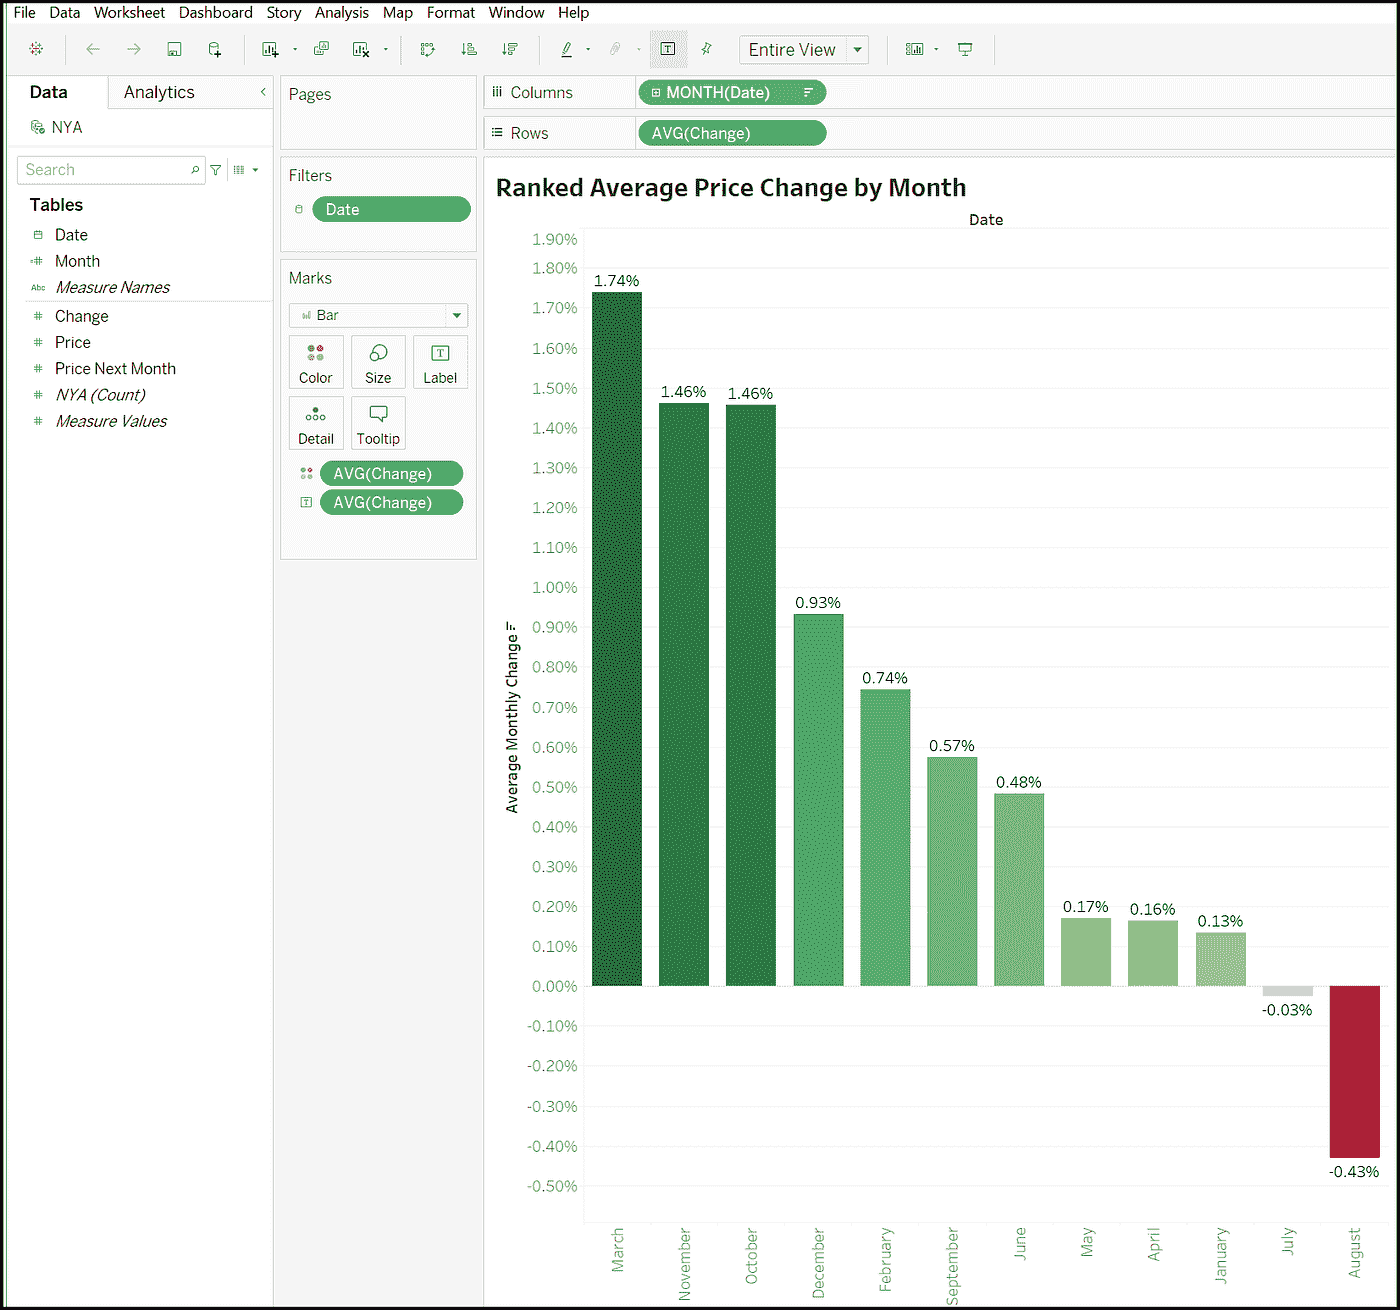 File Data Worksheet Dashboard Story Analysis Map Format Window Help
Entire View
Data Analytics
NYA
Search
Tables
Date
Month
Abc Measure Names
Change
Price
Price Next Month
NYA (Count)
Measure Values
Pages
Filters
Date
Marks
Bar
Color Size Label
Detail Tooltip
AVG(Change)
AVG(Change)
Columns MONTH(Date)
Rows AVG(Change)
Ranked Average Price Change by Month
Date
Average Monthly Change
1.90%
1.80%
1.70%
1.60%
1.50%
1.40%
1.30%
1.20%
1.10%
1.00%
0.90%
0.80%
0.70%
0.60%
0.50%
0.40%
0.30%
0.20%
0.10%
0.00%
-0.10%
-0.20%
-0.30%
-0.40%
-0.50%
1.74%
1.46%
1.46%
0.93%
0.74%
0.57%
0.48%
0.17%
0.16%
0.13%
-0.03%
-0.43%
March
November
October
December
February
September
June
May
April
January
July
August